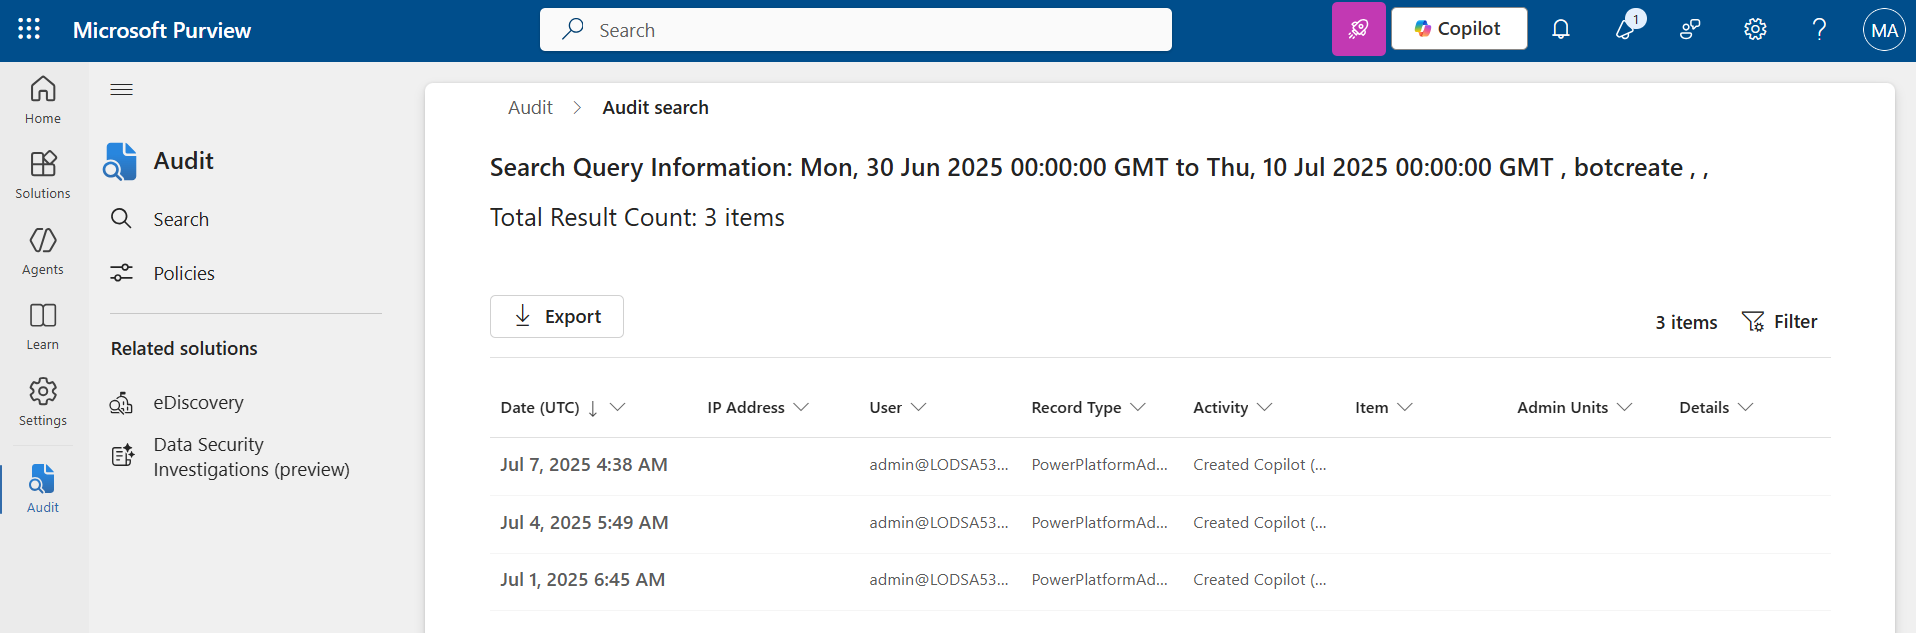 Microsoft Purview
Search
Copilot
1
MA
Home
Solutions
Agents
Learn
Settings
Audit
Audit
Search
Policies
Related solutions
eDiscovery
Data Security
Investigations (preview)
Audit > Audit search
Search Query Information: Mon, 30 Jun 2025 00:00:00 GMT to Thu, 10 Jul 2025 00:00:00 GMT , botcreate , ,
Total Result Count: 3 items
Export
3 items
Filter
Date (UTC) IP Address User Record Type Activity Item Admin Units Details
Jul 7, 2025 4:38 AM admin@LODSA53... PowerPlatformAd... Created Copilot (...
Jul 4, 2025 5:49 AM admin@LODSA53... PowerPlatformAd... Created Copilot (...
Jul 1, 2025 6:45 AM admin@LODSA53... PowerPlatformAd... Created Copilot (...